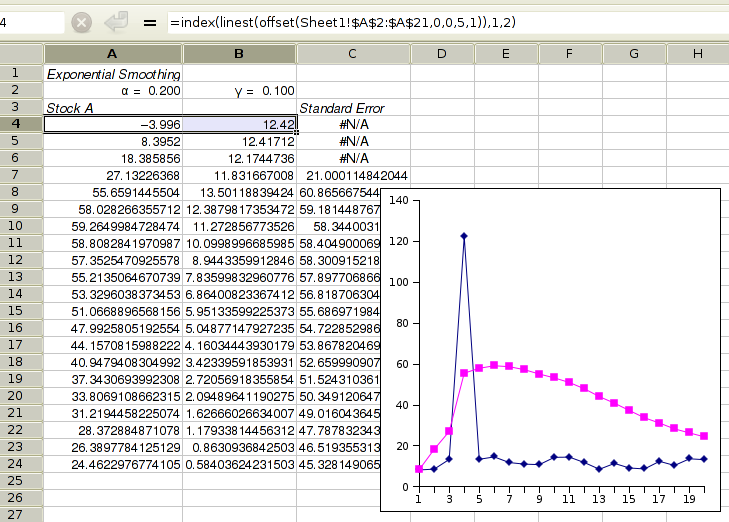 4 = =index(linest(offset(Sheet1!$A$2:$A$21,0,0,5,1)),1,2)
A B C D E F G H
1 Exponential Smoothing
2 α = 0.200 γ = 0.100
3 Stock A Standard Error
4 −3.996 12.42 #N/A
5 8.3952 12.41712 #N/A
6 18.385856 12.1744736 #N/A
7 27.13226368 11.831667008 21.000114842044
8 55.6591445504 13.50118839424 60.865667544
9 58.028266355712 12.3879817353472 59.181448767
10 59.2649984728474 11.272856773526 58.3440031
11 58.8082841970987 10.0998996685985 58.404900069
12 57.3525470925578 8.9443359912846 58.300915218
13 55.2135064670739 7.83599832960776 57.897706866
14 53.3296038373453 6.86400823367412 56.818706304
15 51.0668896568156 5.95133599225373 55.686971984
16 47.9925805192554 5.04877147927235 54.722852986
17 44.1570815988222 4.16034443930179 53.867820469
18 40.9479408304992 3.42339591853931 52.659990907
19 37.3430693992308 2.72056918355854 51.524310361
20 33.8069108662315 2.09489641190275 50.349120647
21 31.2194458225074 1.62666026634007 49.016043645
22 28.372884871078 1.17933814456312 47.787832343
23 26.3897784125129 0.8630936842503 46.519355313
24 24.4622976774105 0.58403624231503 45.328149065
25
26
27
140
120
100
80
60
40
20
0
1 3 5 7 9 11 13 15 17 19